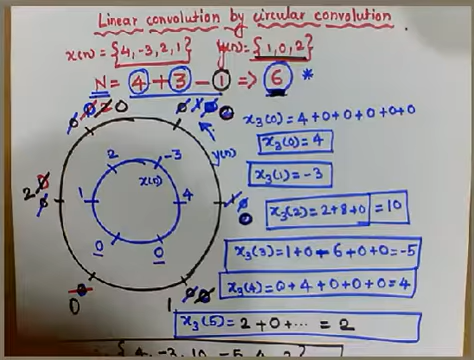 Linear convolution by circular convolution
x(n) = {4, -3, 2, 1} y(n) = {1, 0, 2}
N = 4 + 3 - 1 => 6 *
x₃(0) = 4 + 0 + 0 + 0 + 0 + 0
x₃(0) = 4
x₃(1) = -3
x₃(2) = 2 + 8 + 0 = 10
x₃(3) = 1 + 0 - 6 + 0 + 0 = -5
x₃(4) = 0 + 4 + 0 + 0 + 0 = 4
x₃(5) = 2 + 0 + ... = 2
y(n)
2 -3
x(n)
1 4
0 0
2
0 1